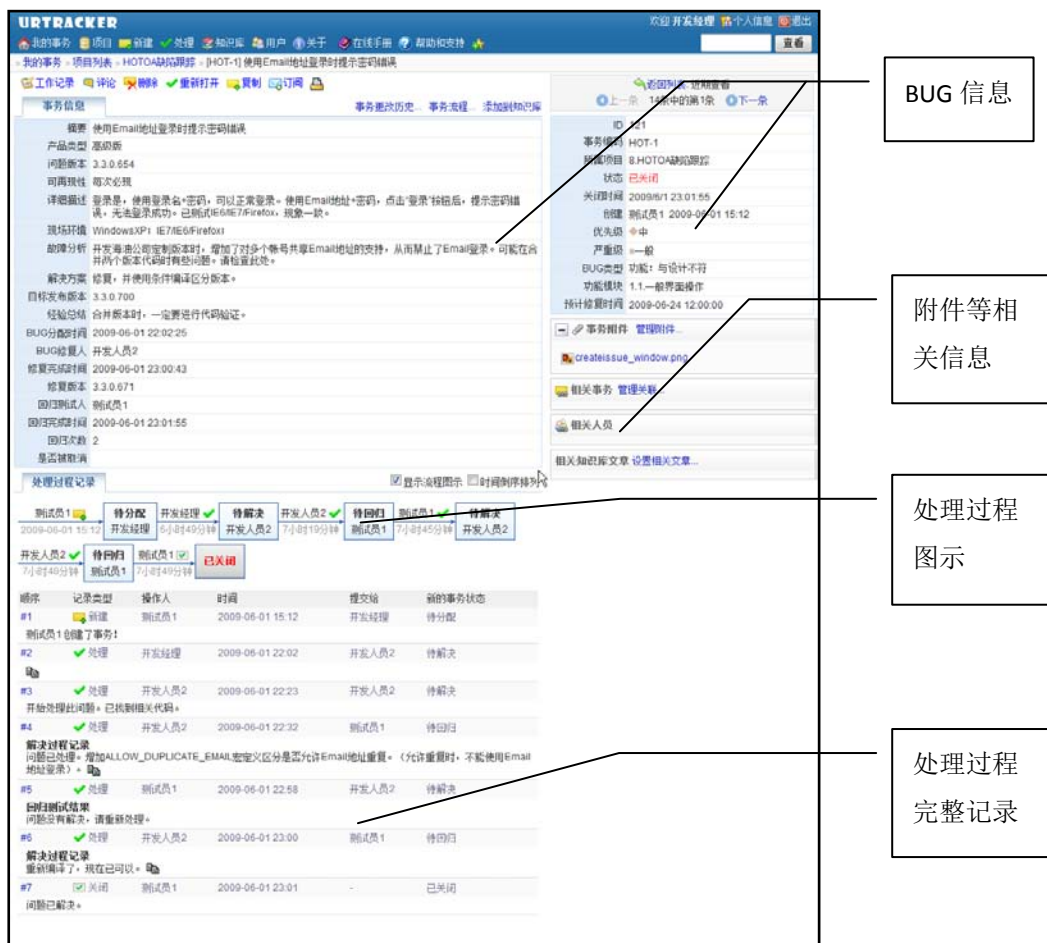 URTRACKER
欢迎 开发经理 个人信息 退出
我的事务 项目 新建 处理 知识库 用户 关于 在线手册 帮助和支持
查看
我的事务 项目列表 HOTOA缺陷跟踪 [HOT-1] 使用Email地址登录时提示密码错误
工作记录 评论 删除 重新打开 复制 订阅
事务信息 事务更改历史... 事务流程... 添加到知识库
摘要 使用Email地址登录时提示密码错误
产品类型 高级版
问题版本 3.3.0.654
可再现性 每次必现
详细描述 登录是,使用登录名+密码,可以正常登录。使用Email地址+密码,点击'登录'按钮后,提示密码错
误,无法登录成功。已测试IE6/IE7/Firefox,现象一致。
现场环境 WindowsXP; IE7/IE6/Firefox
故障分析 开发海油公司定制版本时,增加了对多个帐号共享Email地址的支持,从而禁止了Email登录。可能在合
并两个版本代码时有些问题。请检查此处。
解决方案 修复,并使用条件编译区分版本。
目标发布版本 3.3.0.700
经验总结 合并版本时,一定要进行代码验证。
BUG分配时间 2009-06-01 22:02:25
BUG修复人 开发人员2
修复完成时间 2009-06-01 23:00:43
修复版本 3.3.0.671
回归测试人 测试员1
回归完成时间 2009-06-01 23:01:55
回归次数 2
是否被取消
返回列表: 近期查看
上一条 14条中的第1条 下一条
ID 121
事务编码 HOT-1
所属项目 8.HOTOA缺陷跟踪
状态 已关闭
关闭时间 2009/6/1 23:01:55
创建 测试员1 2009-06-01 15:12
优先级 中
严重级 一般
BUG类型 功能:与设计不符
功能模块 1.1.一般界面操作
预计修复时间 2009-06-24 12:00:00
事务附件 管理附件...
createissue_window.png
相关事务 管理关联...
相关人员
相关知识库文章 设置相关文章...
处理过程记录 显示流程图示 时间倒序排列
测试员1 待分配 开发经理 待解决 开发人员2 待回归 测试员1 待解决
2009-06-01 15:12 开发经理 6小时49分钟 开发人员2 7小时19分钟 测试员1 7小时45分钟 开发人员2
开发人员2 待回归 测试员1 已关闭
7小时48分钟 测试员1 7小时49分钟
顺序 记录类型 操作人 时间 提交给 新的事务状态
#1 新建 测试员1 2009-06-01 15:12 开发经理 待分配
测试员1创建了事务!
#2 处理 开发经理 2009-06-01 22:02 开发人员2 待解决
#3 处理 开发人员2 2009-06-01 22:23 开发人员2 待解决
开始处理此问题。已找到相关代码。
#4 处理 开发人员2 2009-06-01 22:32 测试员1 待回归
解决过程记录
问题已处理。增加ALLOW_DUPLICATE_EMAIL宏定义区分是否允许Email地址重复。(允许重复时,不能使用Email
地址登录)。
#5 处理 测试员1 2009-06-01 22:58 开发人员2 待解决
回归测试结果
问题没有解决,请重新处理。
#6 处理 开发人员2 2009-06-01 23:00 测试员1 待回归
解决过程记录
重新编译了,现在已可以。
#7 关闭 测试员1 2009-06-01 23:01 - 已关闭
问题已解决。
BUG 信息
附件等相
关信息
处理过程
图示
处理过程
完整记录